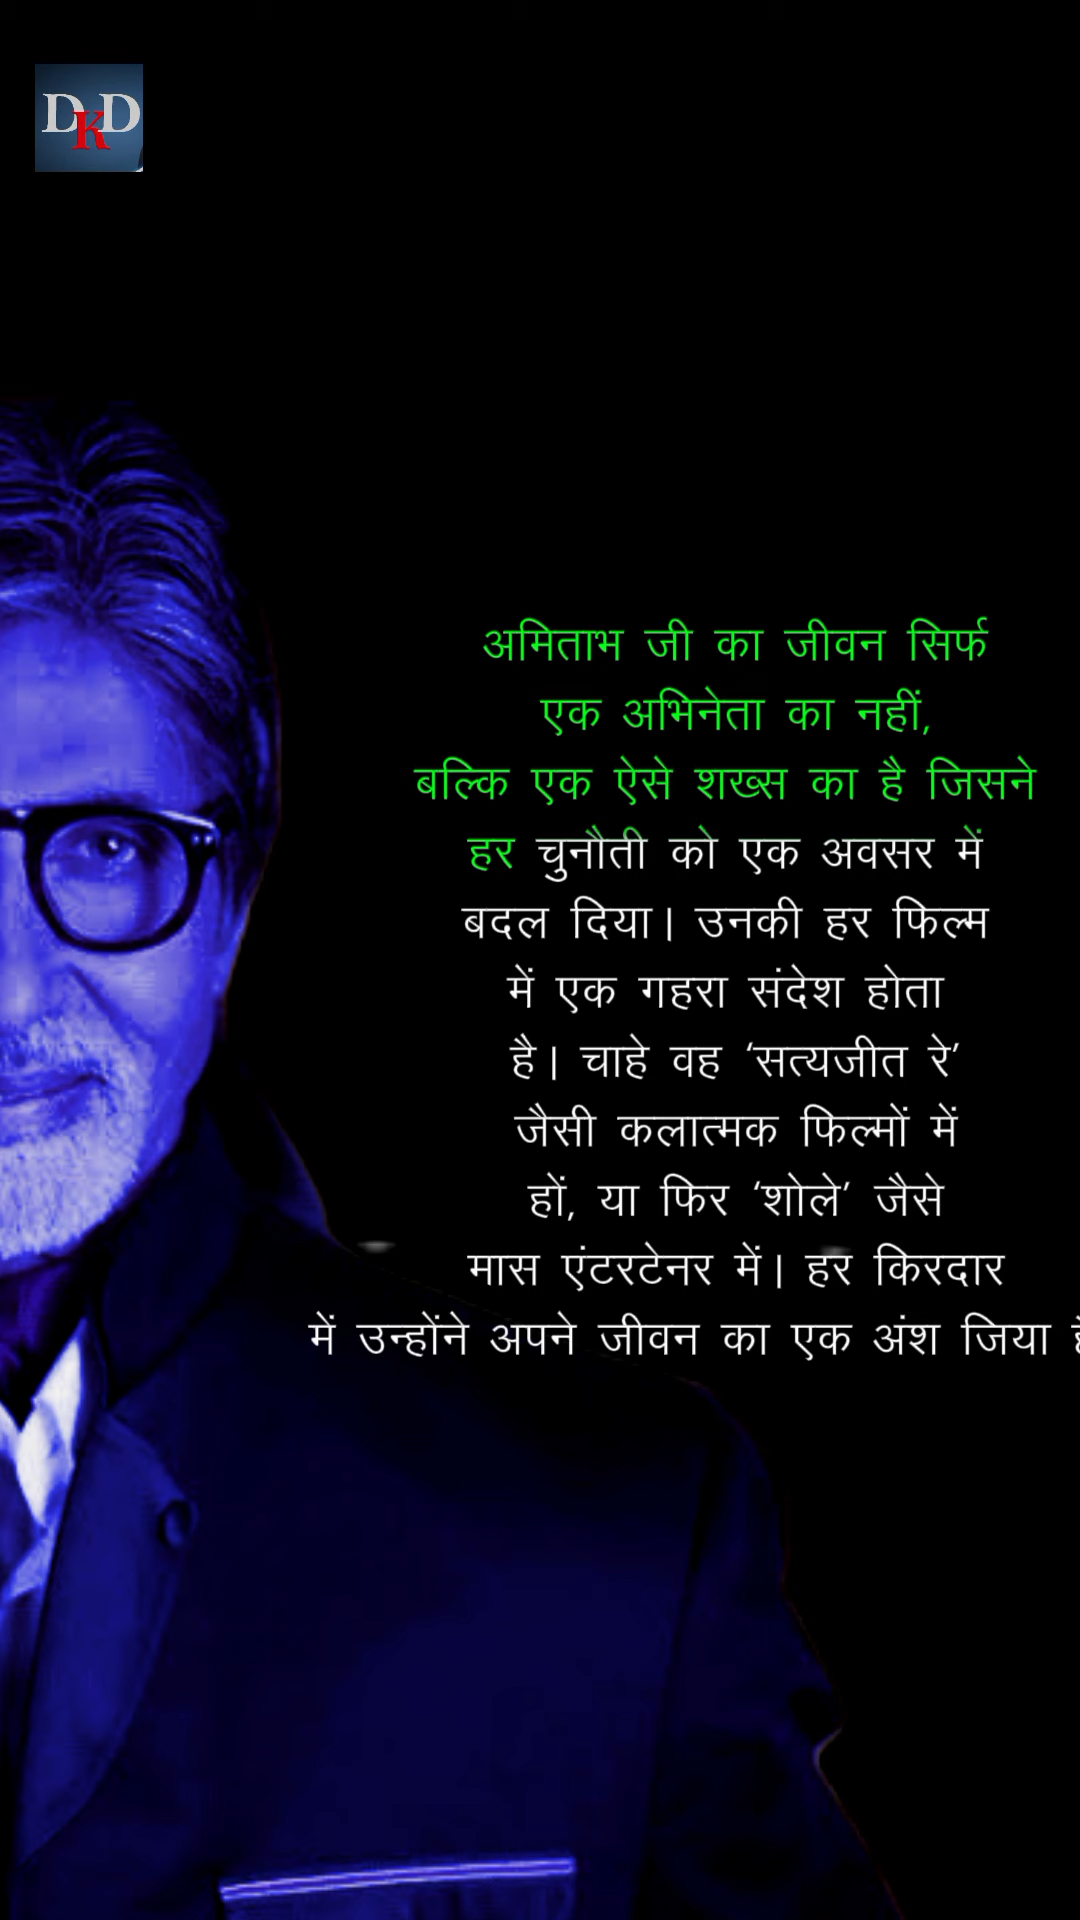 DKD
अमिताभ जी का जीवन सिर्फ
एक अभिनेता का नहीं,
बल्कि एक ऐसे शख्स का है जिसने
हर चुनौती को एक अवसर में
बदल दिया। उनकी हर फिल्म
में एक गहरा संदेश होता
है। चाहे वह ‘सत्यजीत रे’
जैसी कलात्मक फिल्मों में
हों, या फिर ‘शोले’ जैसे
मास एंटरटेनर में। हर किरदार
में उन्होंने अपने जीवन का एक अंश जिया